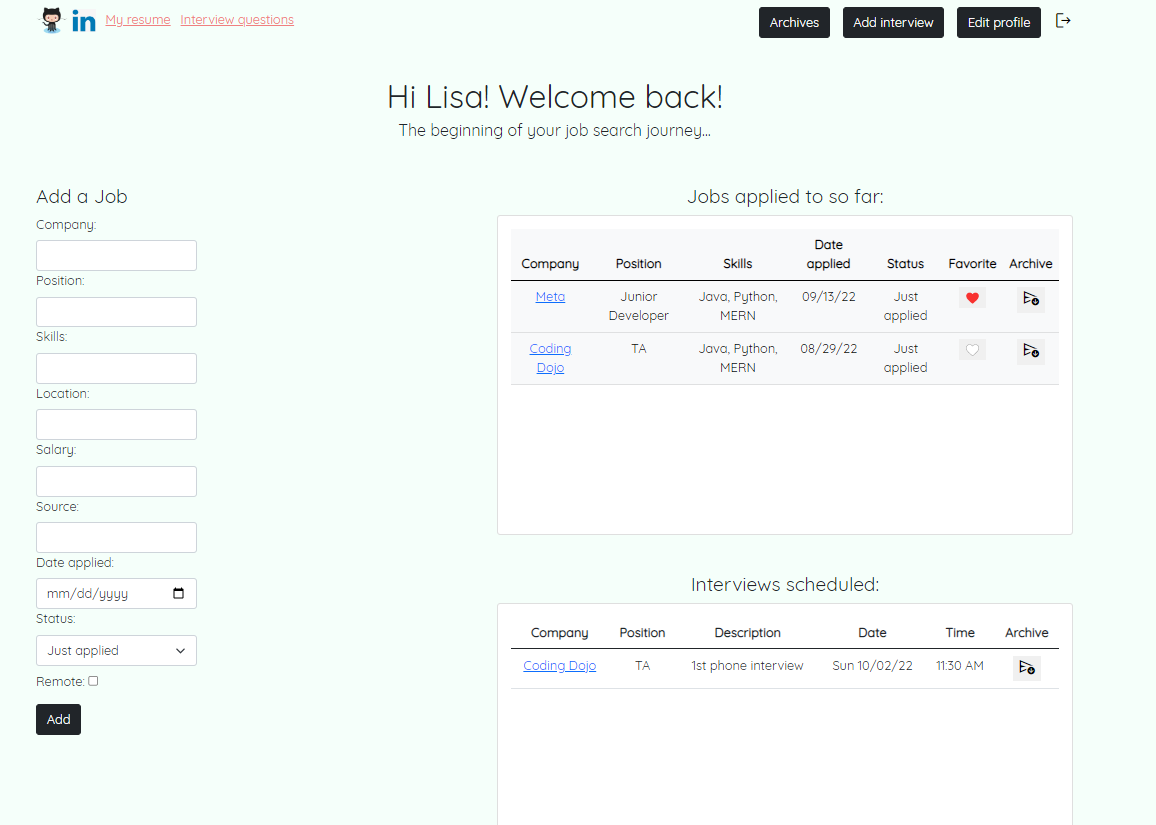 in My resume Interview questions Archives Add interview Edit profile
Hi Lisa! Welcome back!
The beginning of your job search journey...
Add a Job
Company:
Position:
Skills:
Location:
Salary:
Source:
Date applied:
mm/dd/yyyy
Status:
Just applied
Remote:
Add
Jobs applied to so far:
Company Position Skills Date applied Status Favorite Archive
Meta Junior Developer Java, Python, MERN 09/13/22 Just applied
Coding Dojo TA Java, Python, MERN 08/29/22 Just applied
Interviews scheduled:
Company Position Description Date Time Archive
Coding Dojo TA 1st phone interview Sun 10/02/22 11:30 AM